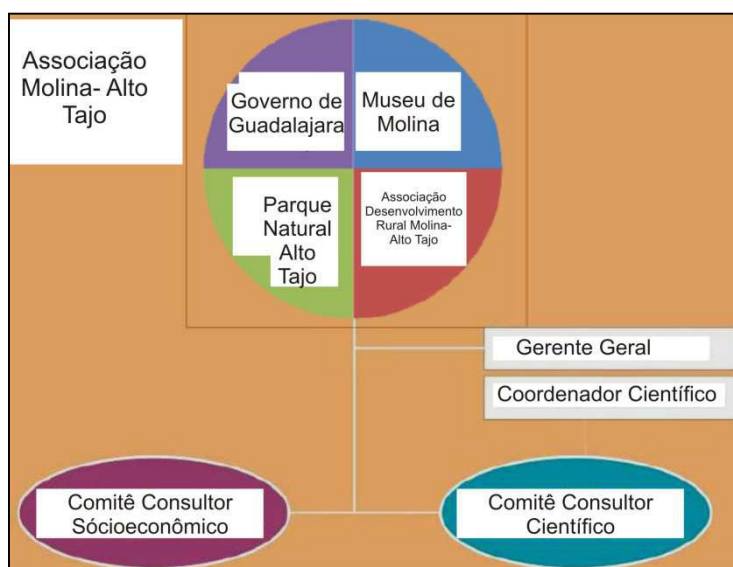 Associação
Molina- Alto
Tajo
Governo de
Guadalajara
Museu de
Molina
Parque
Natural
Alto
Tajo
Associação
Desenvolvimento
Rural Molina-
Alto Tajo
Gerente Geral
Coordenador Científico
Comitê Consultor
Sócioeconômico
Comitê Consultor
Científico